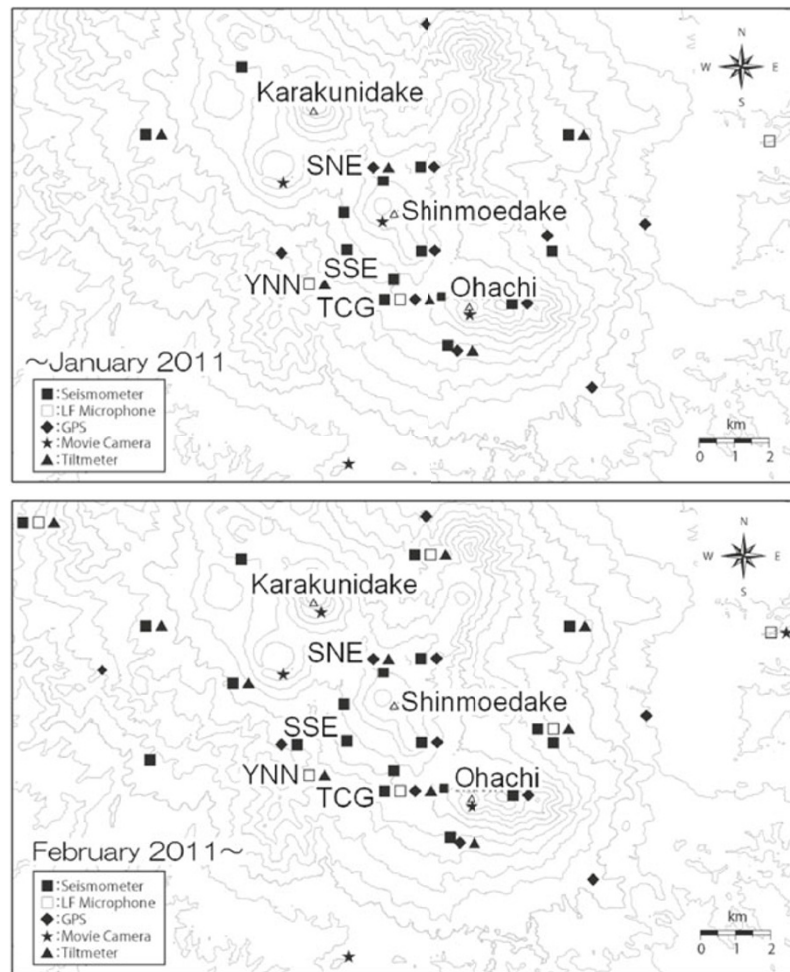 N
W E
S
Karakunidake
SNE
Shinmoedake
SSE
YNN
TCG
Ohachi
～January 2011
■:Seismometer
□:LF Microphone
◆:GPS
★:Movie Camera
▲:Tiltmeter
km
0 1 2
N
W E
S
Karakunidake
SNE
Shinmoedake
SSE
YNN
TCG
Ohachi
February 2011～
■:Seismometer
□:LF Microphone
◆:GPS
★:Movie Camera
▲:Tiltmeter
km
0 1 2